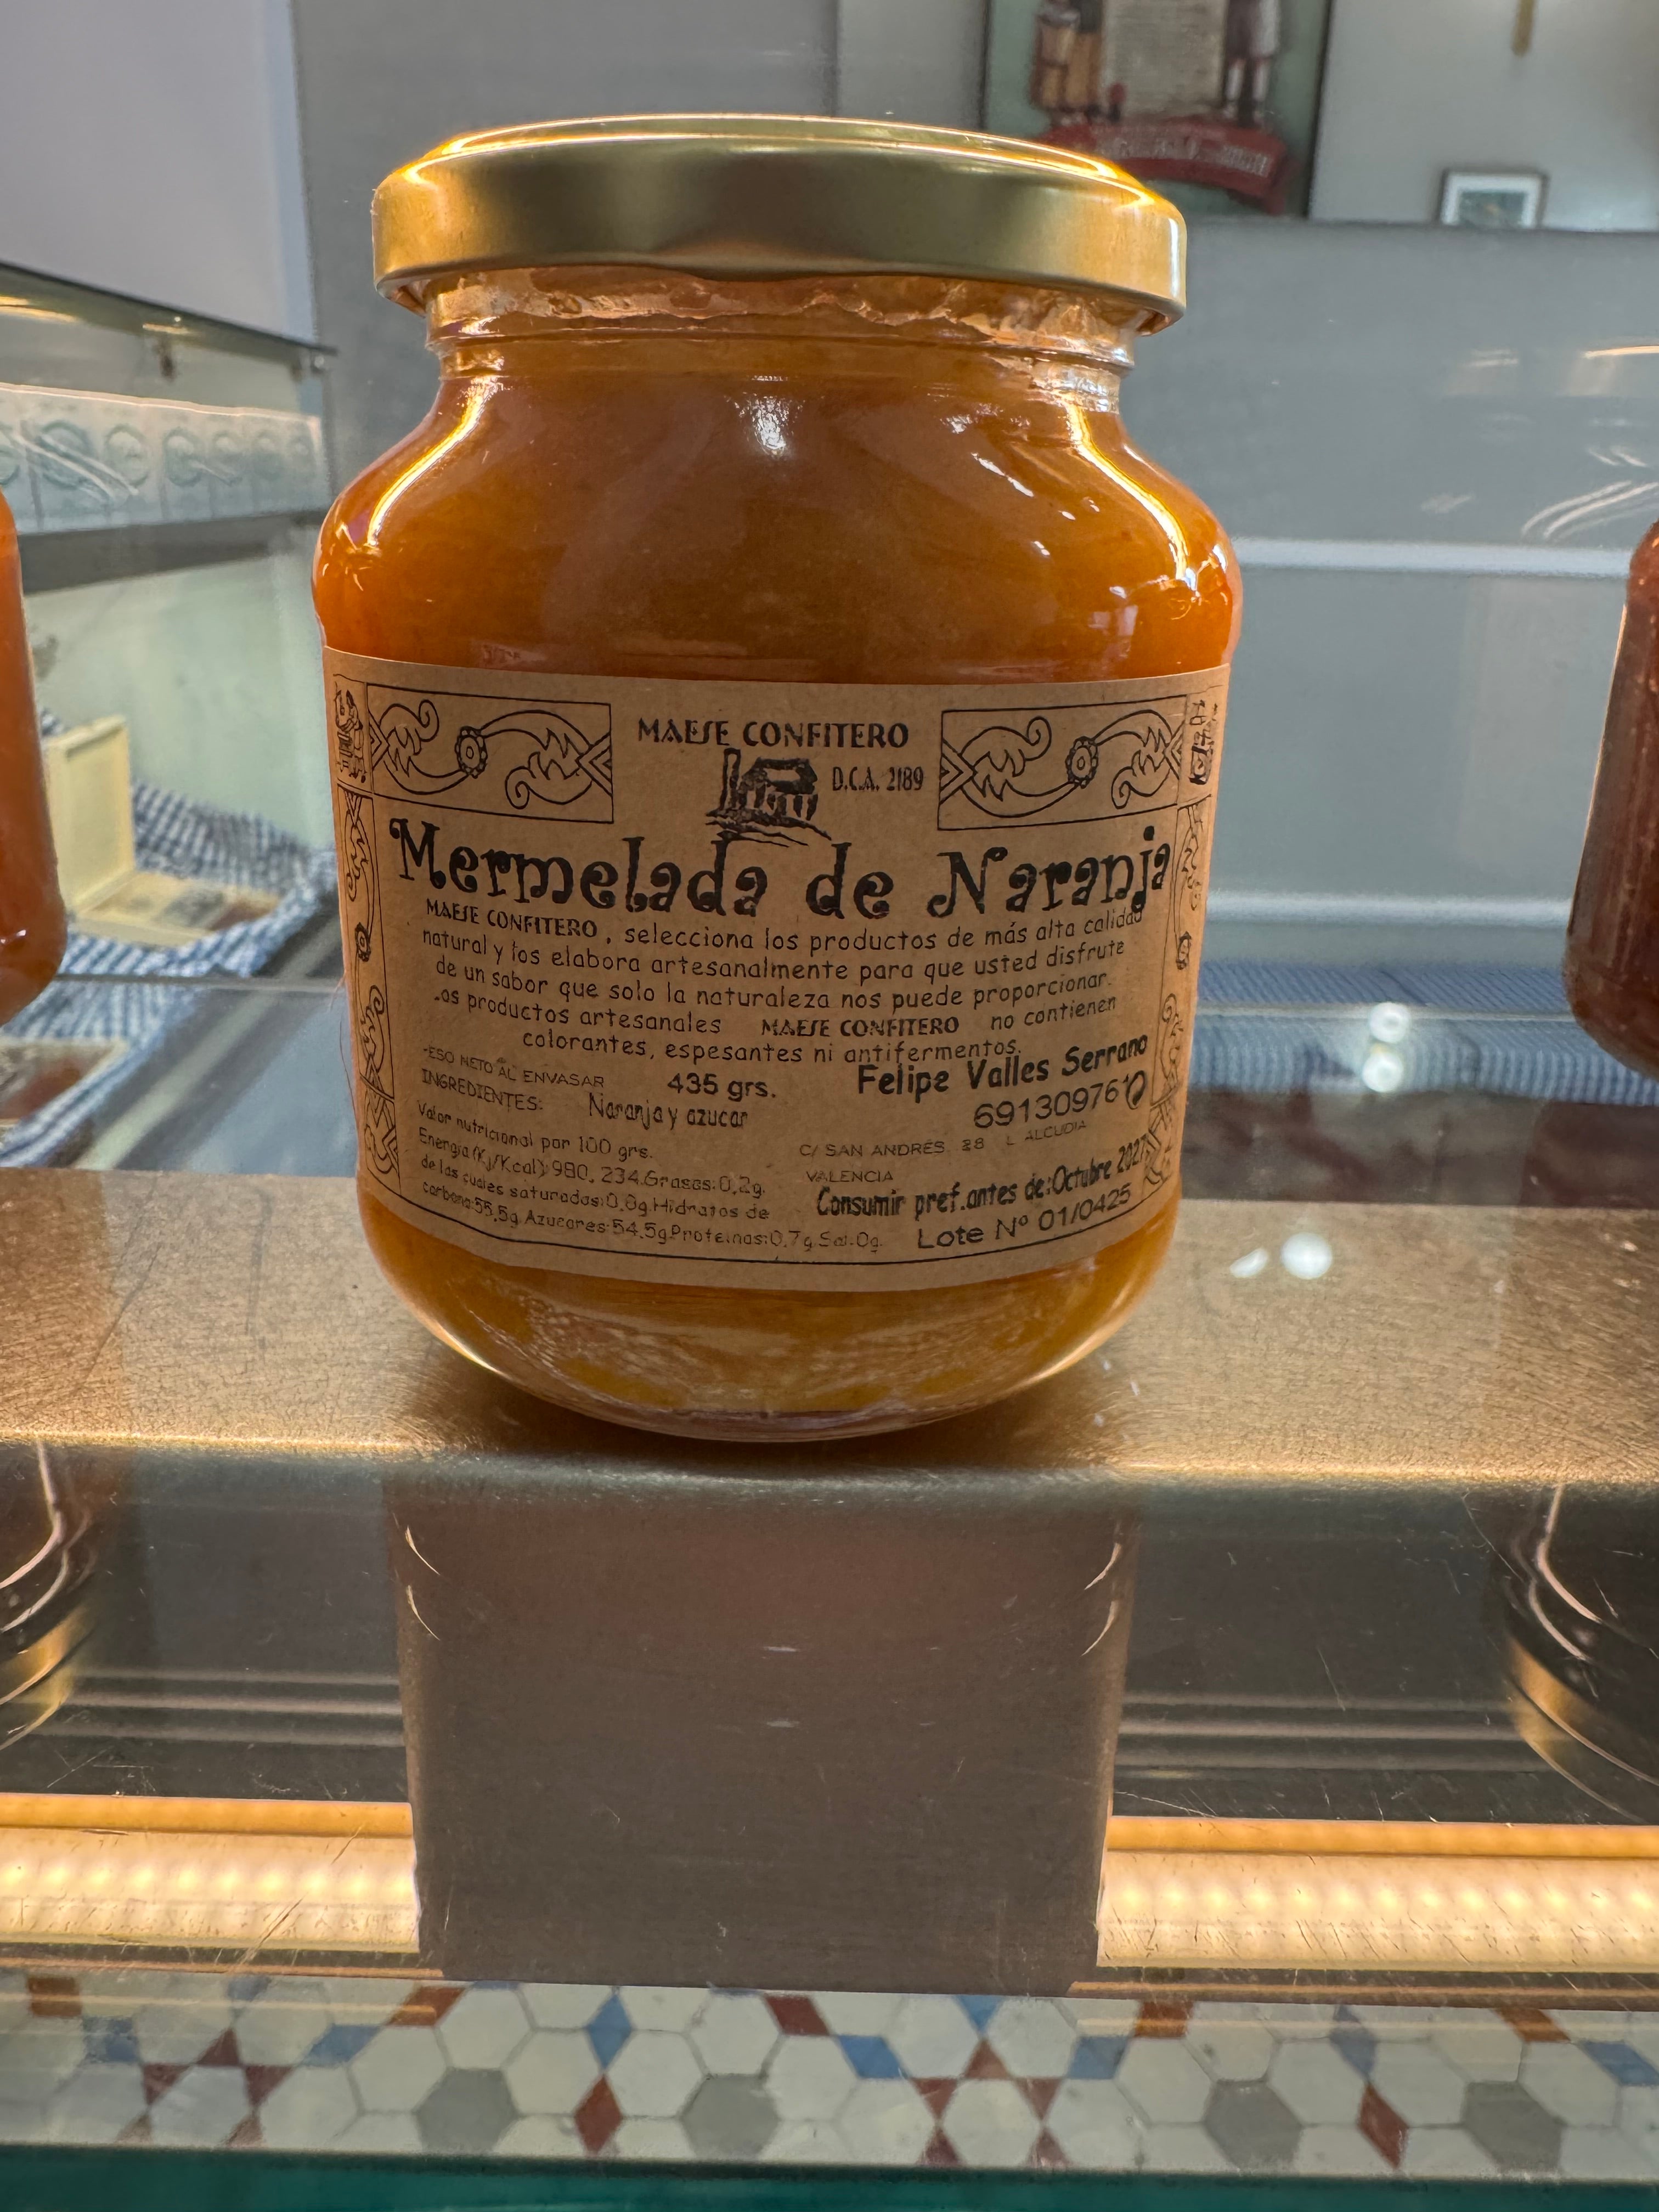 MAESE CONFITERO
D.C.A. 2189
Mermelada de Naranja
MAESE CONFITERO , selecciona los productos de más alta calidad
natural y los elabora artesanalmente para que usted disfrute
de un sabor que solo la naturaleza nos puede proporcionar.
os productos artesanales MAESE CONFITERO no contienen
colorantes, espesantes ni antifermentos.
ESO NETO AL ENVASAR 435 grs.
INGREDIENTES: Naranja y azucar
Valor nutricional por 100 grs.
Energia (Kj/Kcal): 980, 234.Grasas:0,2g.
de las cuales saturadas:0,0g.Hidratos de
carbono:55,5g.Azucares:54,5g.Proteinas:0,7g.Sal:0g.
Felipe Valles Serrano
691309761
C/ SAN ANDRES 28 L ALCUDIA
VALENCIA
Consumir pref.antes de:Octubre 2027
Lote Nº 01/0425